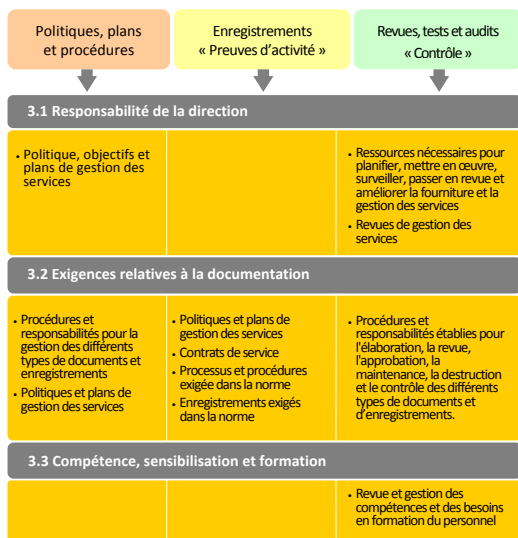 Politiques, plans
et procédures
Enregistrements
« Preuves d'activité »
Revues, tests et audits
« Contrôle »
3.1 Responsabilité de la direction
• Politique, objectifs et
plans de gestion des
services
• Ressources nécessaires pour
planifier, mettre en œuvre,
surveiller, passer en revue et
améliorer la fourniture et la
gestion des services
• Revues de gestion des
services
3.2 Exigences relatives à la documentation
• Procédures et
responsabilités pour la
gestion des différents
types de documents et
enregistrements
• Politiques et plans de
gestion des services
• Politiques et plans de
gestion des services
• Contrats de service
• Processus et procédures
exigée dans la norme
• Enregistrements exigés
dans la norme
• Procédures et
responsabilités établies pour
l'élaboration, la revue,
l'approbation, la
maintenance, la destruction
et le contrôle des différents
types de documents et
d'enregistrements.
3.3 Compétence, sensibilisation et formation
• Revue et gestion des
compétences et des besoins
en formation du personnel